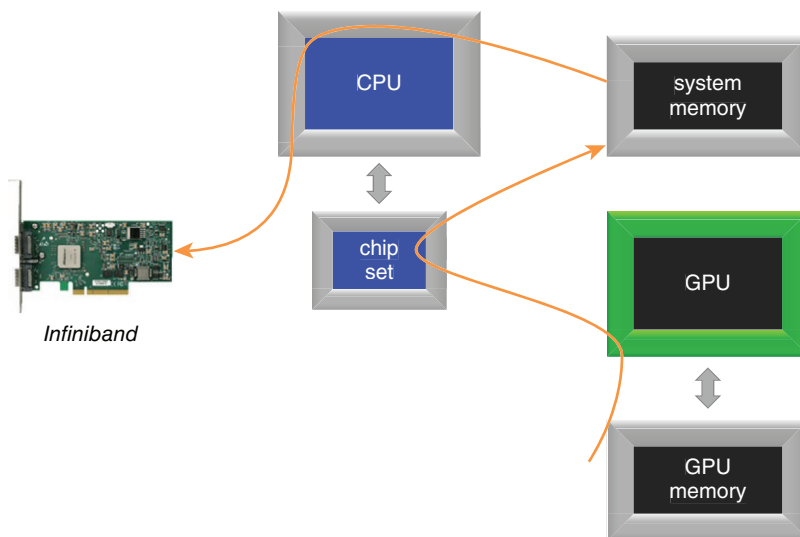 CPU
system
memory
chip
set
GPU
Infiniband
GPU
memory